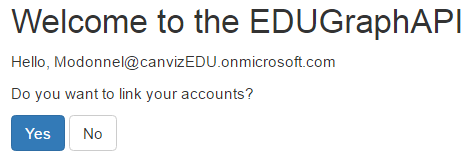 Welcome to the EDUGraphAPI
Hello, Modonnel@canvizEDU.onmicrosoft.com
Do you want to link your accounts?
Yes No